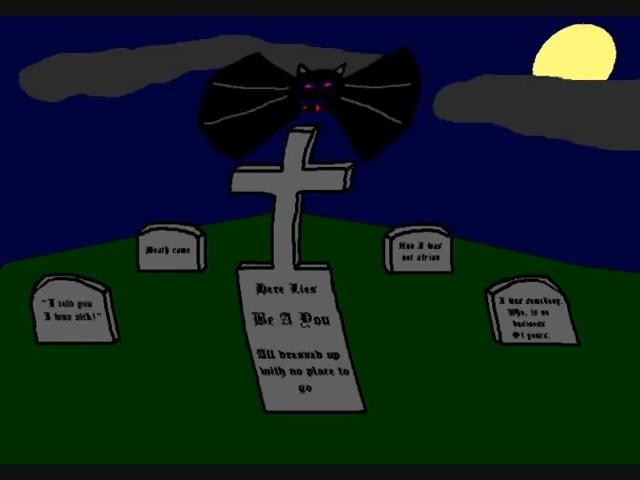 Death came
And I was
not afriad
"I told you
I was sick!"
Here Lies
Be A You
All dressed up
with no place to
go
I was somebody.
Who, is no
business
Of yours.